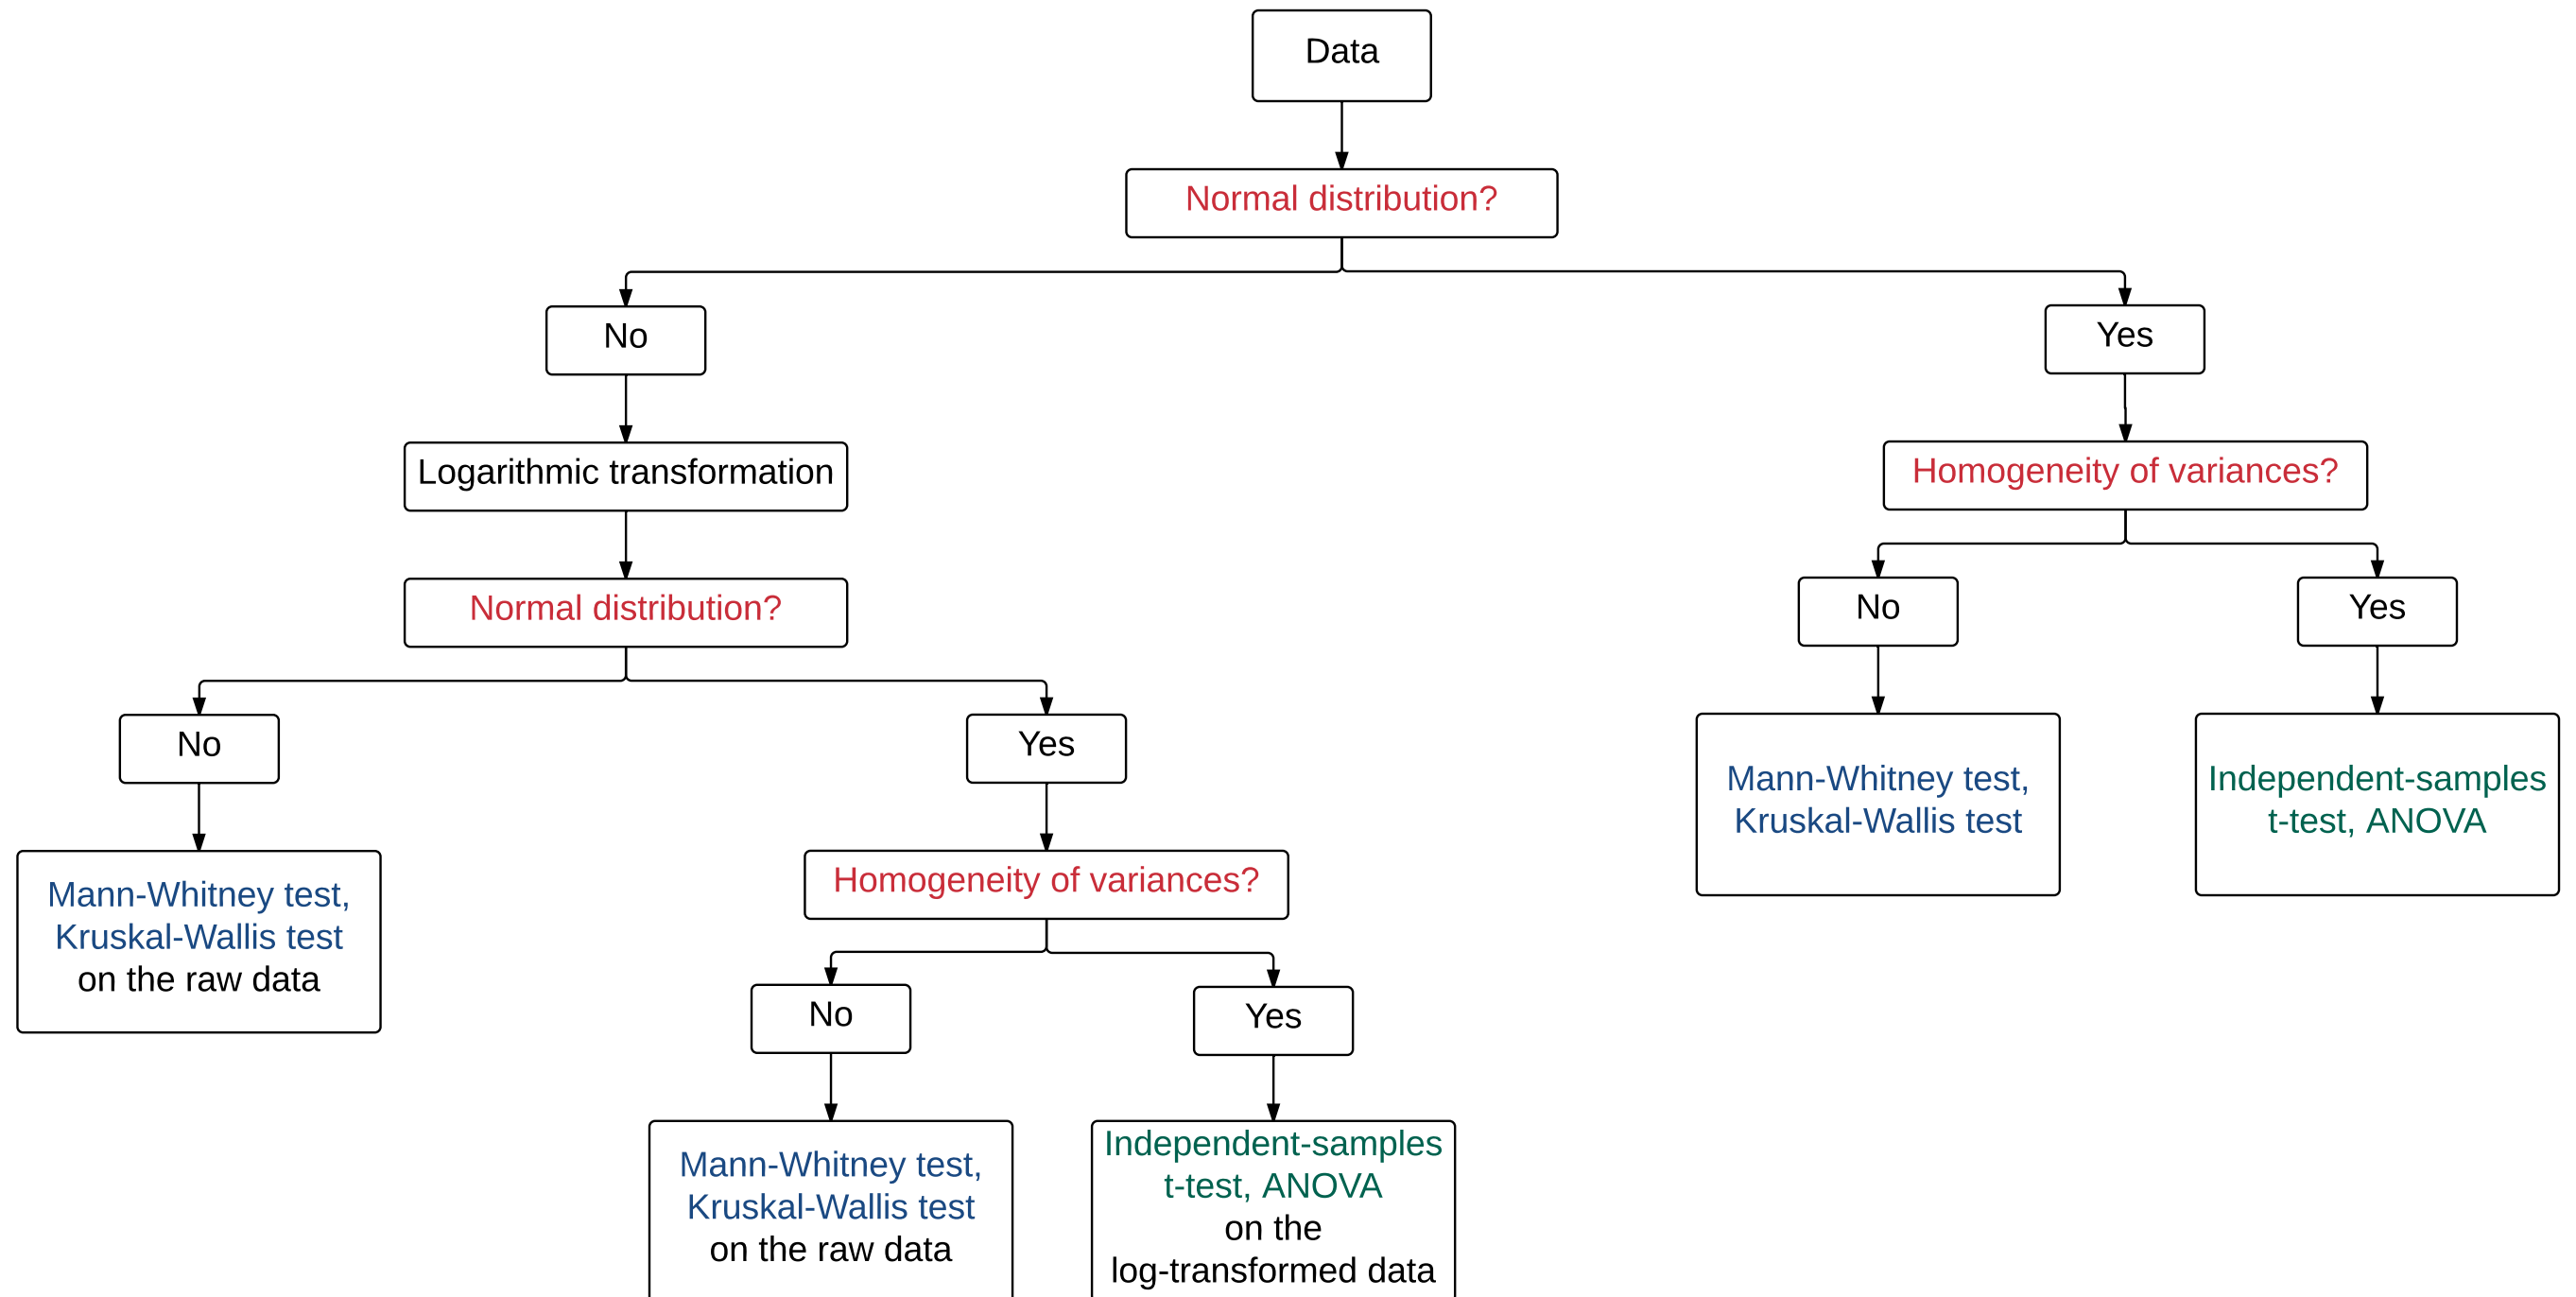 Data
Normal distribution?
No
Yes
Logarithmic transformation
Homogeneity of variances?
Normal distribution?
No
Yes
No
Yes
Mann-Whitney test,
Kruskal-Wallis test
Independent-samples
t-test, ANOVA
Mann-Whitney test,
Kruskal-Wallis test
on the raw data
Homogeneity of variances?
No
Yes
Mann-Whitney test,
Kruskal-Wallis test
on the raw data
Independent-samples
t-test, ANOVA
on the
log-transformed data